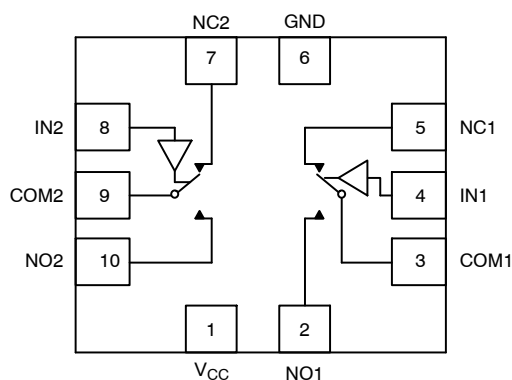 NC2 GND
7 6
IN2 8 5 NC1
COM2 9 4 IN1
NO2 10 3 COM1
1 2
VCC NO1